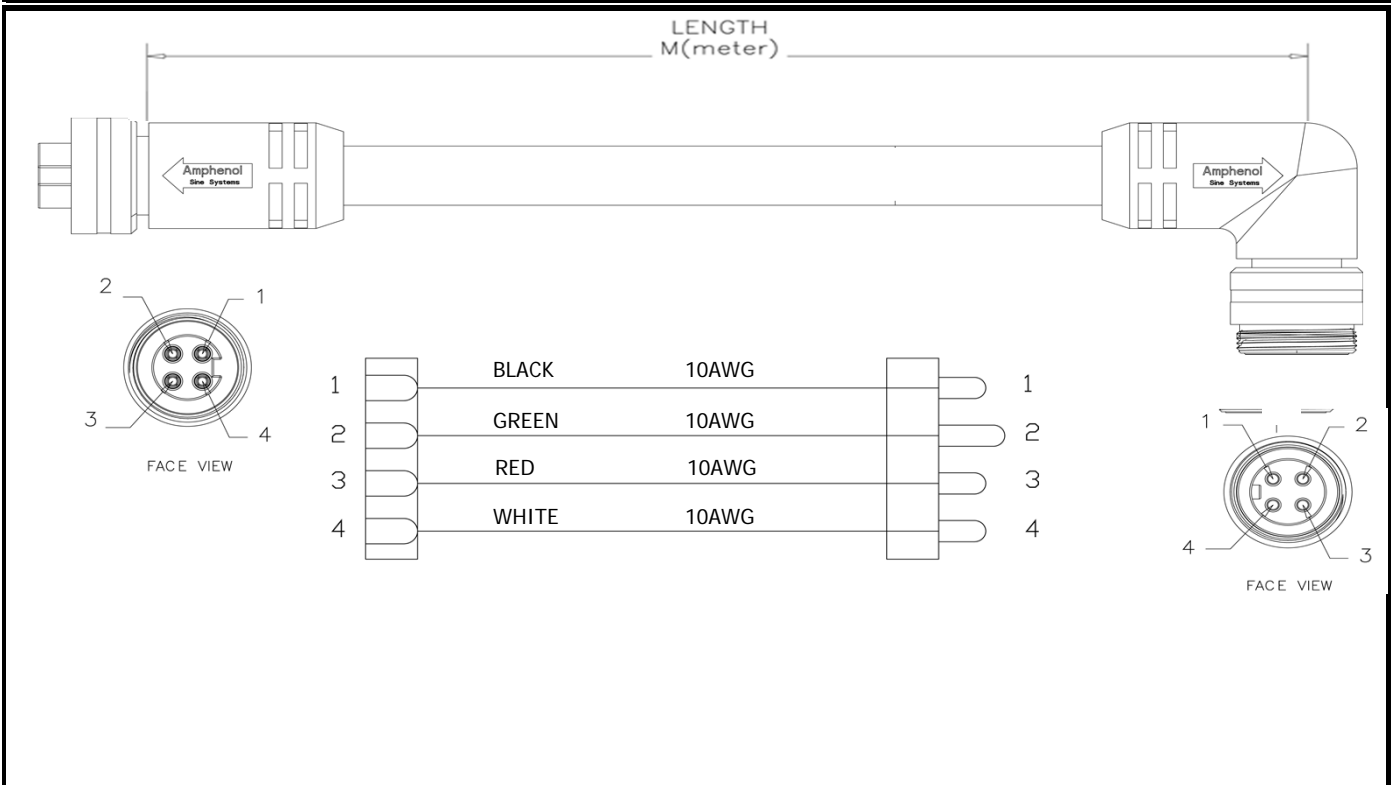 LENGTH
M(meter)
Amphenol
Sine Systems
Amphenol
Sine Systems
2
1
3
4
FACE VIEW
1 BLACK 10AWG 1
2 GREEN 10AWG 2
3 RED 10AWG 3
4 WHITE 10AWG 4
1
2
4
3
FACE VIEW